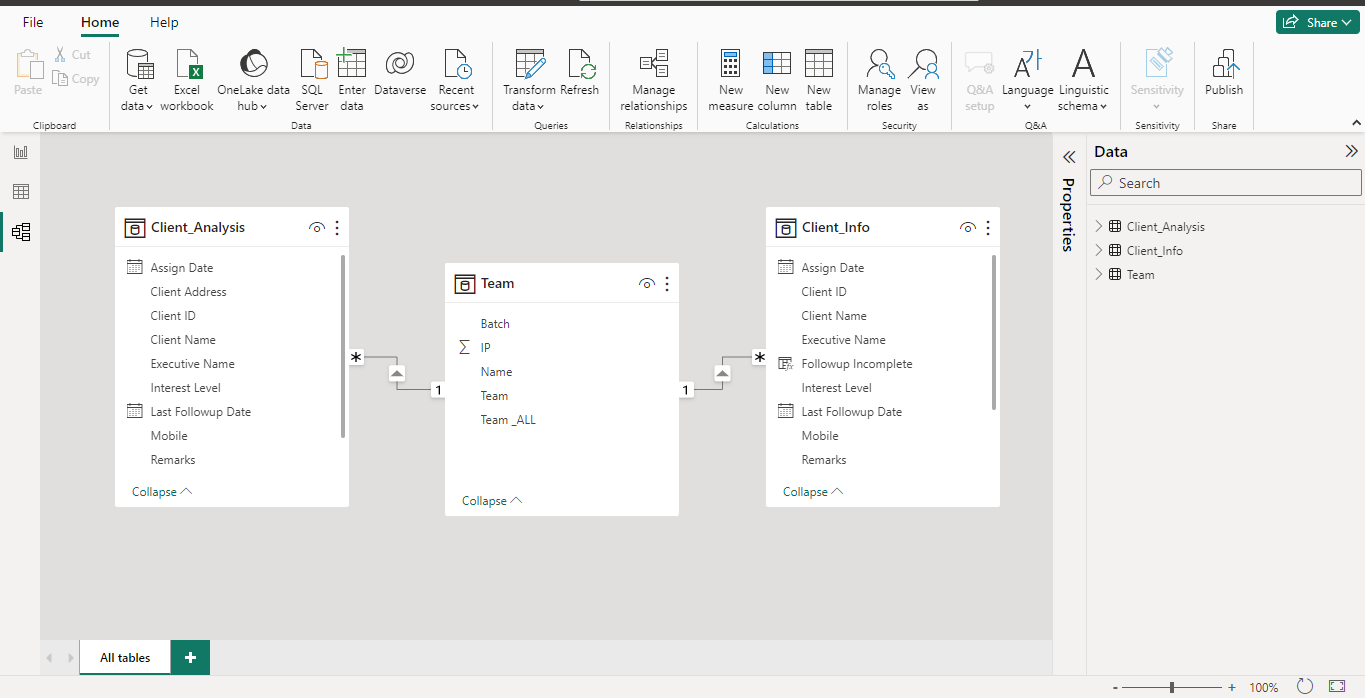 File Home Help Share
Paste Cut Copy
Get data Excel workbook OneLake data hub SQL Server Enter data Dataverse Recent sources
Transform data Refresh
Manage relationships
New measure New column New table
Manage roles View as
Q&A setup Language Linguistic schema
Sensitivity
Publish
Clipboard Data Queries Relationships Calculations Security Q&A Sensitivity Share
Client_Analysis
Assign Date
Client Address
Client ID
Client Name
Executive Name
Interest Level
Last Followup Date
Mobile
Remarks
Collapse
* 1
Team
Batch
Σ IP
Name
Team
Team _ALL
Collapse
1 *
Client_Info
Assign Date
Client ID
Client Name
Executive Name
Followup Incomplete
Interest Level
Last Followup Date
Mobile
Remarks
Collapse
Properties
Data
Search
Client_Analysis
Client_Info
Team
All tables +
- + 100%